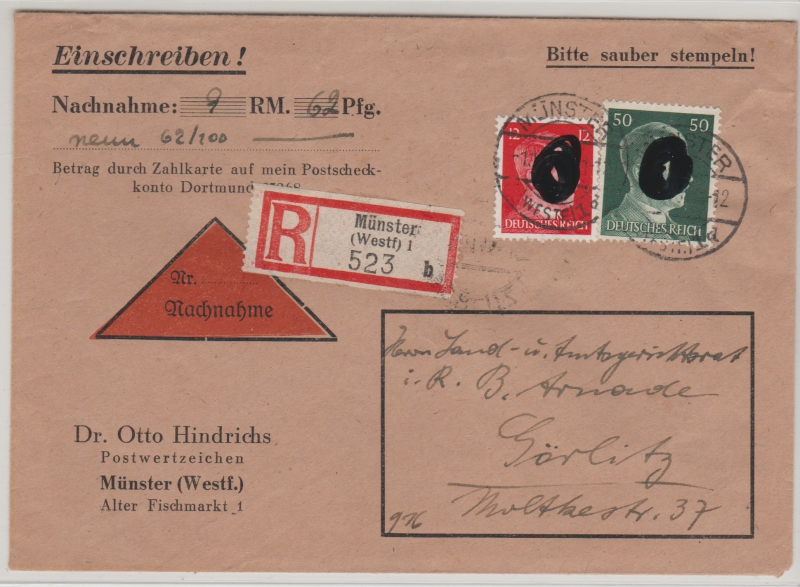 Einschreiben!
Bitte sauber stempeln!
Nachnahme: 9 RM. 62 Pfg.
neun 62/100
Betrag durch Zahlkarte auf mein Postscheck-
konto Dortmund
12 12
DEUTSCHES REICH
50 50
DEUTSCHES REICH
MÜNSTER
R
Münster
(Westf) 1
523 b
Nr.
Nachnahme
Herrn Land- u. Amtsgerichtsrat
i. R. B. Arnade
Görlitz
Moltkestr. 37
Dr. Otto Hindrichs
Postwertzeichen
Münster (Westf.)
Alter Fischmarkt 1